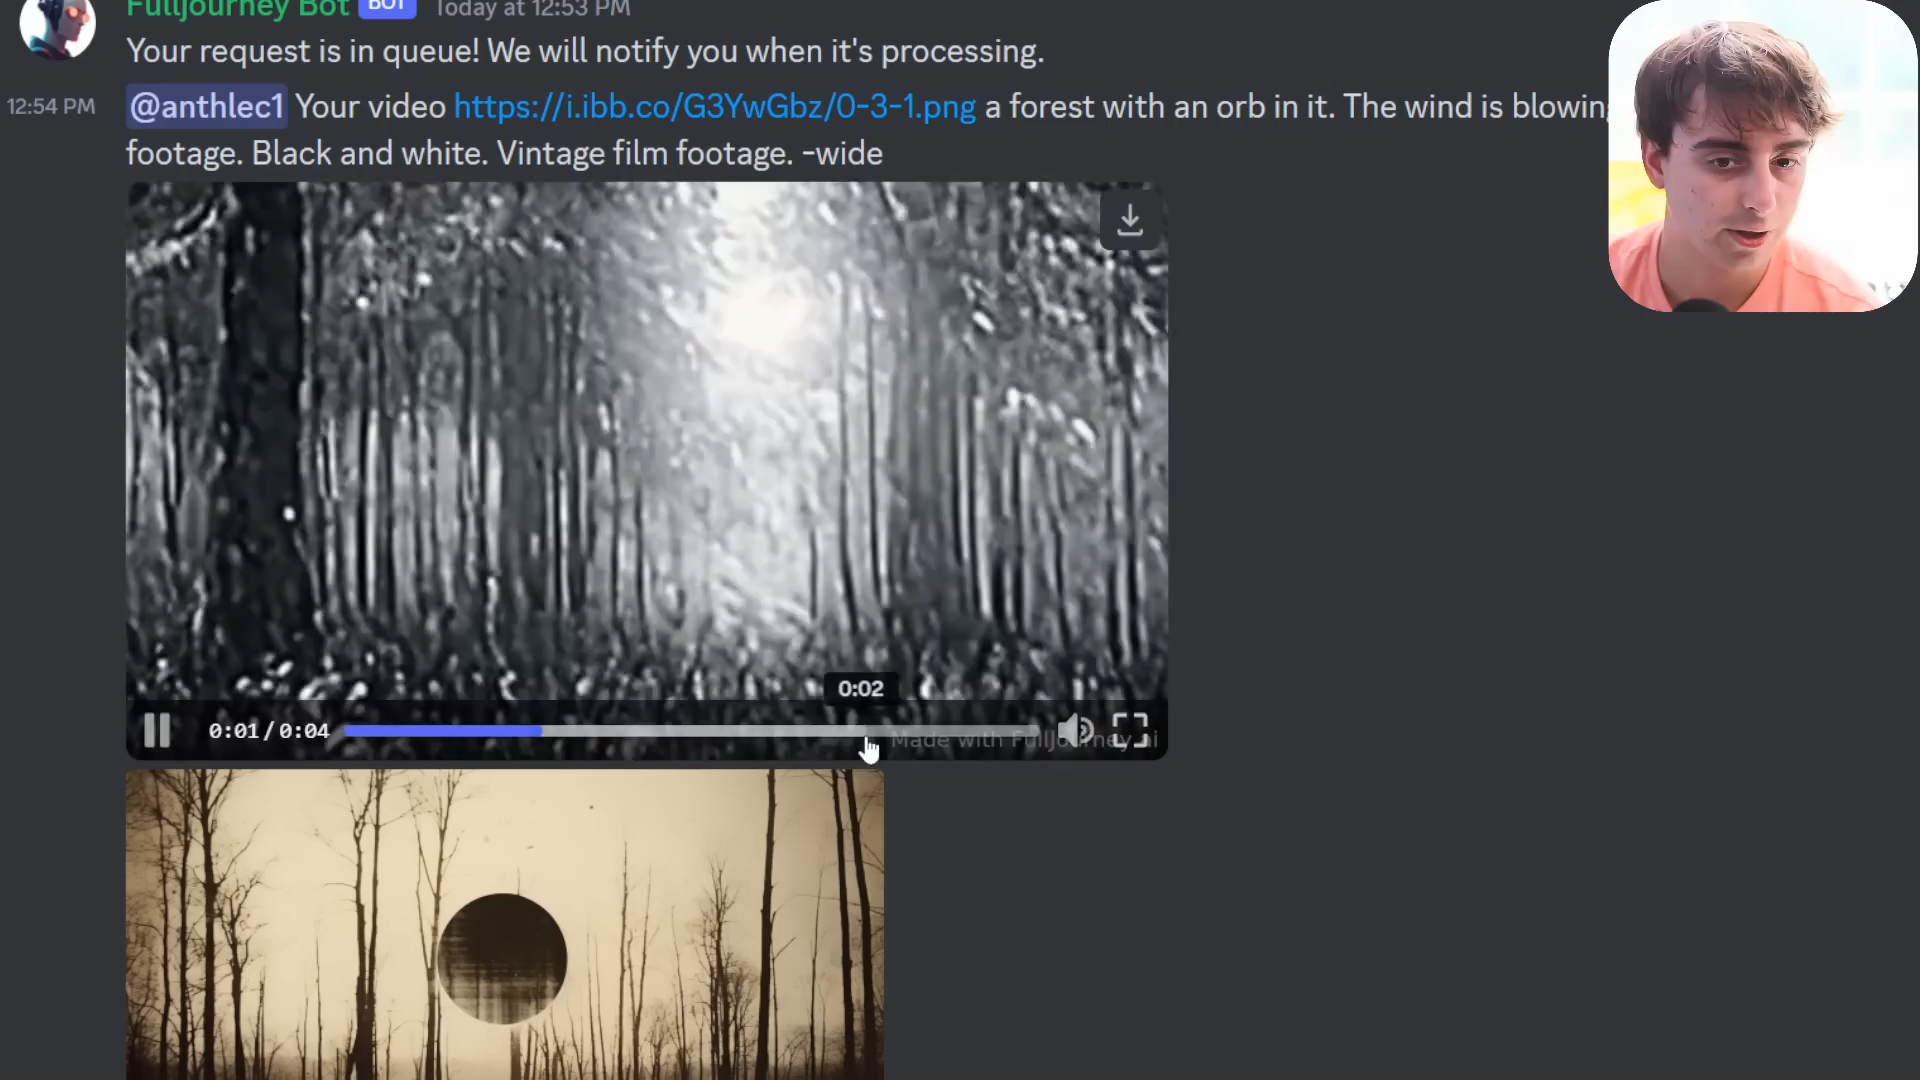 Fulljourney Bot BOT Today at 12:53 PM
Your request is in queue! We will notify you when it's processing.
12:54 PM @anthlec1 Your video https://i.ibb.co/G3YwGbz/0-3-1.png a forest with an orb in it. The wind is blowing
footage. Black and white. Vintage film footage. -wide
0:02
0:01 / 0:04
Made with FullJourney.ai